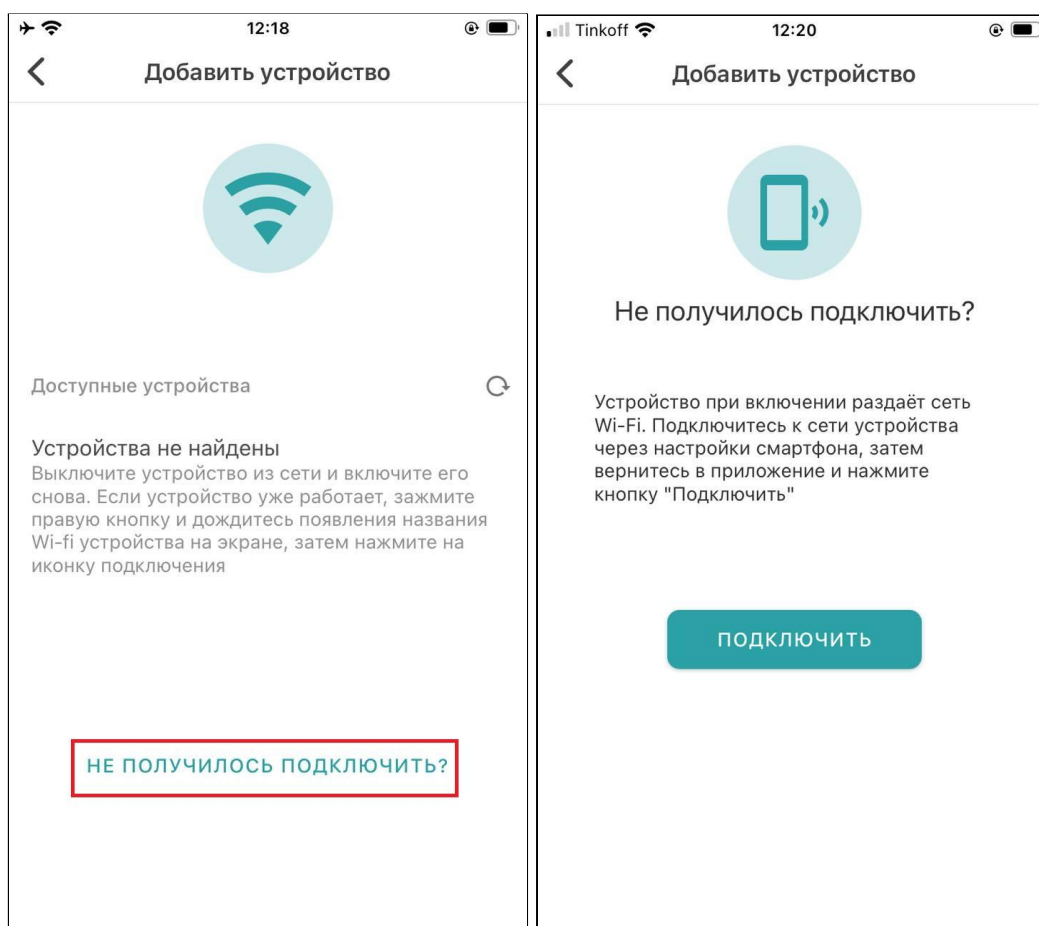 12:18
Добавить устройство
Доступные устройства
Устройства не найдены
Выключите устройство из сети и включите его
снова. Если устройство уже работает, зажмите
правую кнопку и дождитесь появления названия
Wi-fi устройства на экране, затем нажмите на
иконку подключения
НЕ ПОЛУЧИЛОСЬ ПОДКЛЮЧИТЬ?
Tinkoff
12:20
Добавить устройство
Не получилось подключить?
Устройство при включении раздаёт сеть
Wi-Fi. Подключитесь к сети устройства
через настройки смартфона, затем
вернитесь в приложение и нажмите
кнопку "Подключить"
ПОДКЛЮЧИТЬ